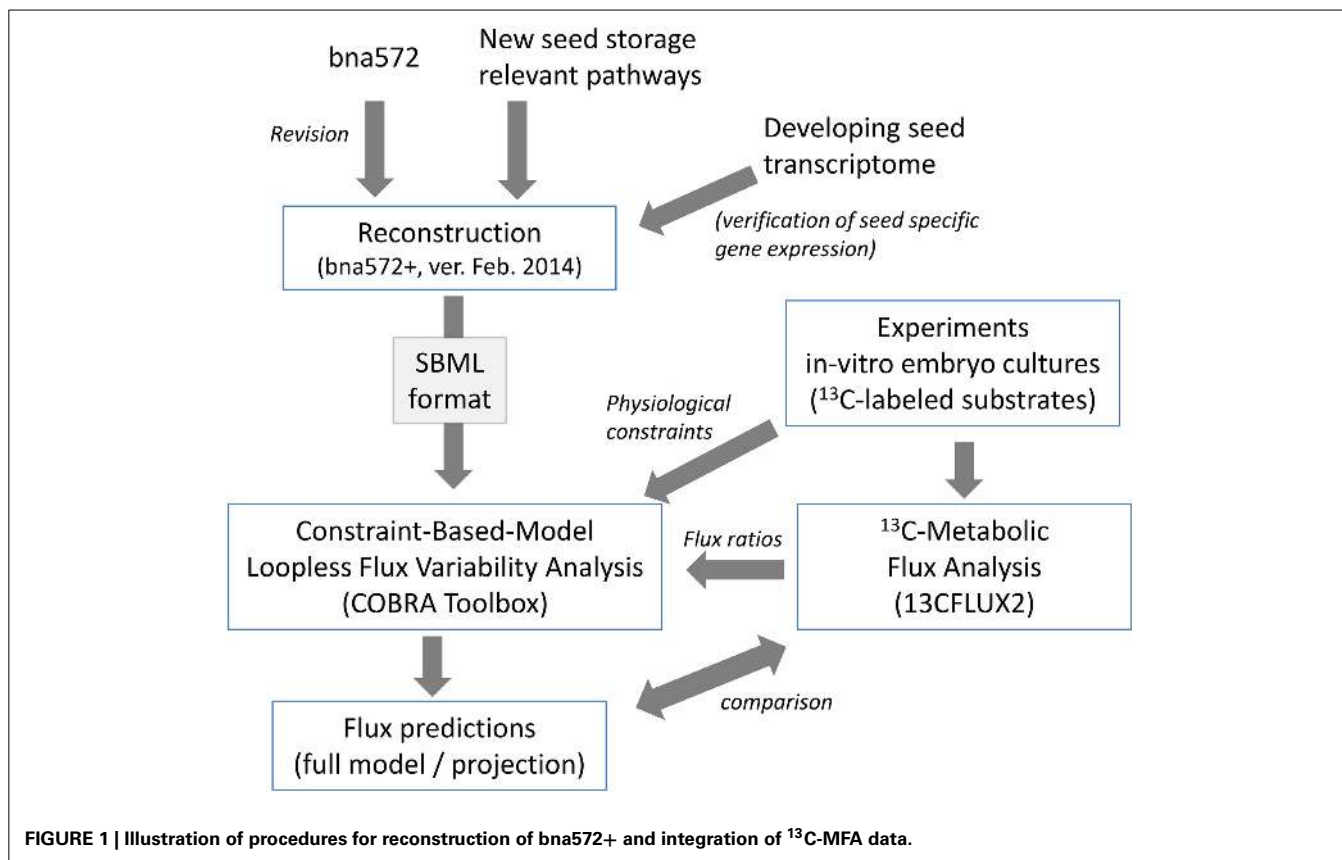 bna572
New seed storage
relevant pathways
Revision
Developing seed
transcriptome
(verification of seed specific
gene expression)
Reconstruction
(bna572+, ver. Feb. 2014)
SBML
format
Experiments
in-vitro embryo cultures
(¹³C-labeled substrates)
Physiological
constraints
Constraint-Based-Model
Loopless Flux Variability Analysis
(COBRA Toolbox)
Flux ratios
¹³C-Metabolic
Flux Analysis
(13CFLUX2)
comparison
Flux predictions
(full model / projection)
FIGURE 1 | Illustration of procedures for reconstruction of bna572+ and integration of ¹³C-MFA data.